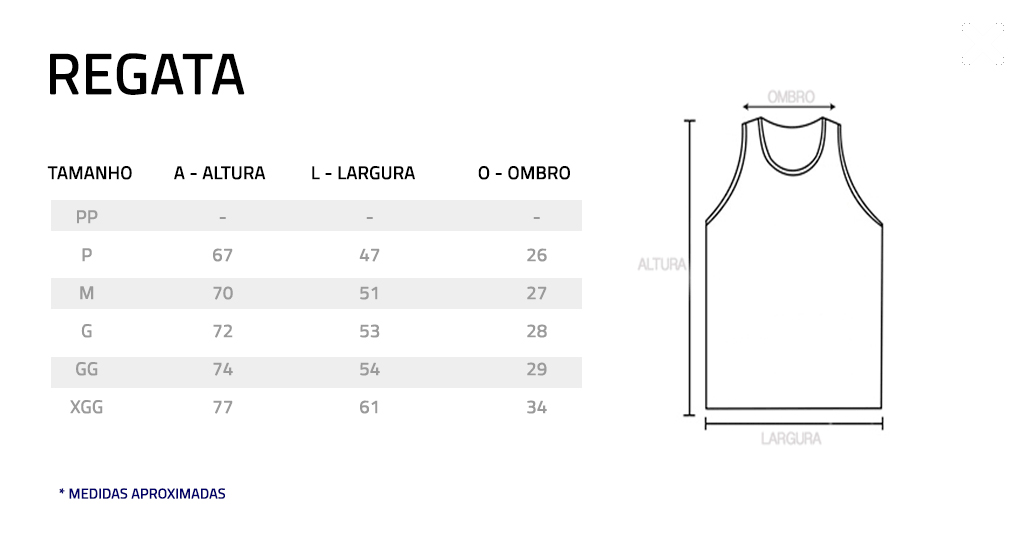 REGATA
TAMANHO A - ALTURA L - LARGURA O - OMBRO
PP - - -
P 67 47 26
M 70 51 27
G 72 53 28
GG 74 54 29
XGG 77 61 34
* MEDIDAS APROXIMADAS
OMBRO
ALTURA
LARGURA